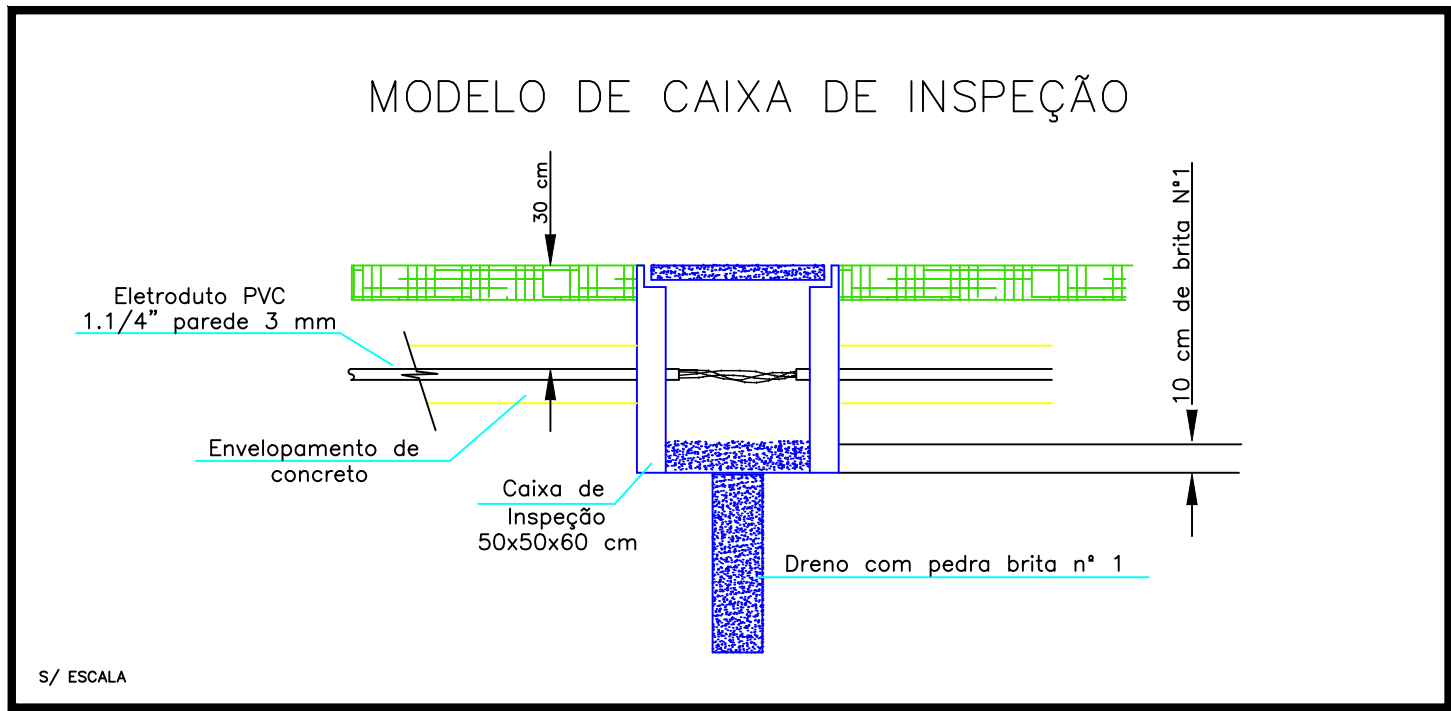 MODELO DE CAIXA DE INSPEÇÃO
30 cm
10 cm de brita Nº1
Eletroduto PVC
1.1/4" parede 3 mm
Envelopamento de
concreto
Caixa de
Inspeção
50x50x60 cm
Dreno com pedra brita nº 1
S/ ESCALA